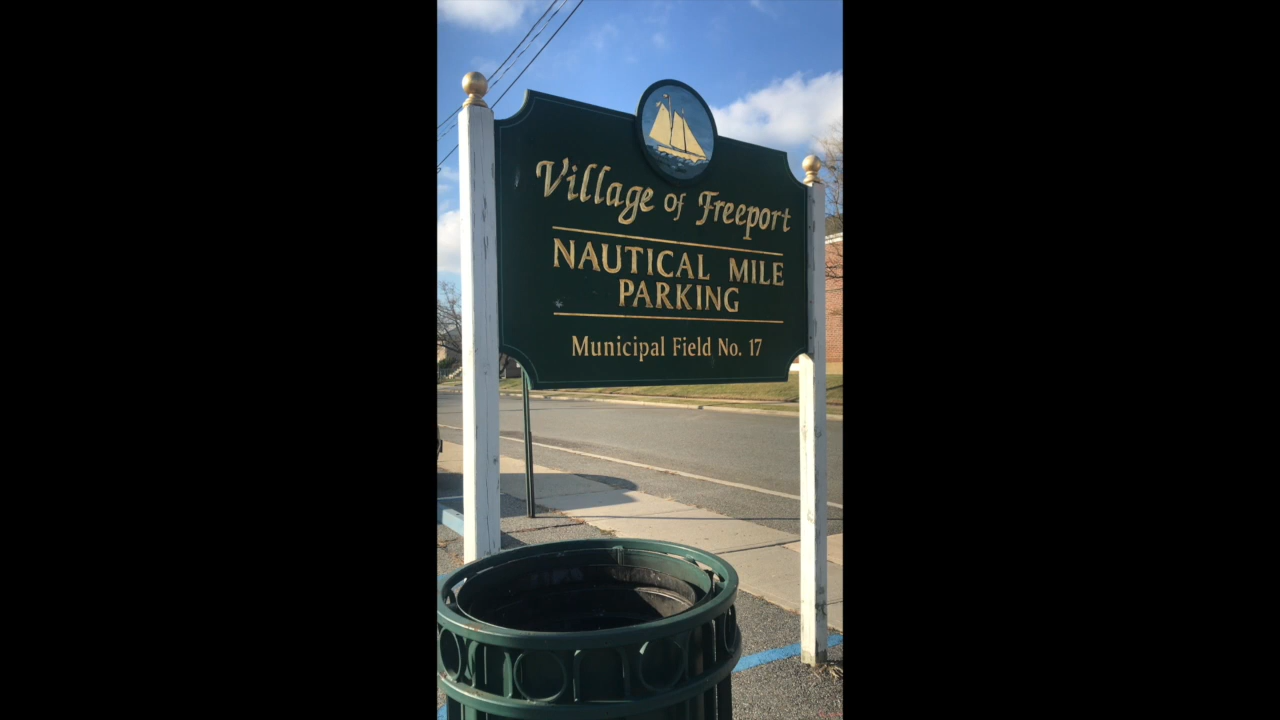 Village of Freeport
NAUTICAL MILE
PARKING
Municipal Field No. 17